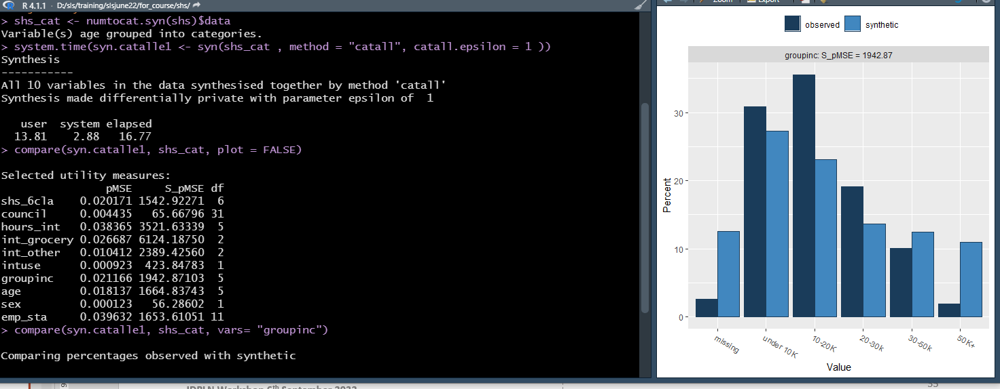 R 4.1.1 · D:/sls/training/slsjune22/for_course/shs/
> shs_cat <- numtocat.syn(shs)$data
Variable(s) age grouped into categories.
> system.time(syn.catalle1 <- syn(shs_cat , method = "catall", catall.epsilon = 1 ))
Synthesis
-----------
All 10 variables in the data synthesised together by method 'catall'
Synthesis made differentially private with parameter epsilon of  1
user  system elapsed
13.81    2.88   16.77
> compare(syn.catalle1, shs_cat, plot = FALSE)
Selected utility measures:
pMSE     S_pMSE df
shs_6cla    0.020171 1542.92271  6
council     0.004435   65.66796 31
hours_int   0.038365 3521.63339  5
int_grocery 0.026687 6124.18750  2
int_other   0.010412 2389.42560  2
intuse      0.000923  423.84783  1
groupinc    0.021166 1942.87103  5
age         0.018137 1664.83743  5
sex         0.000123   56.28602  1
emp_sta     0.039632 1653.61051 11
> compare(syn.catalle1, shs_cat, vars= "groupinc")
Comparing percentages observed with synthetic
Zoom Export
observed synthetic
groupinc: S_pMSE = 1942.87
Percent
30
20
10
0
missing under 10K 10-20K 20-30k 30-50k 50K+
Value
IDRLN Workshop 6th September 2022
35